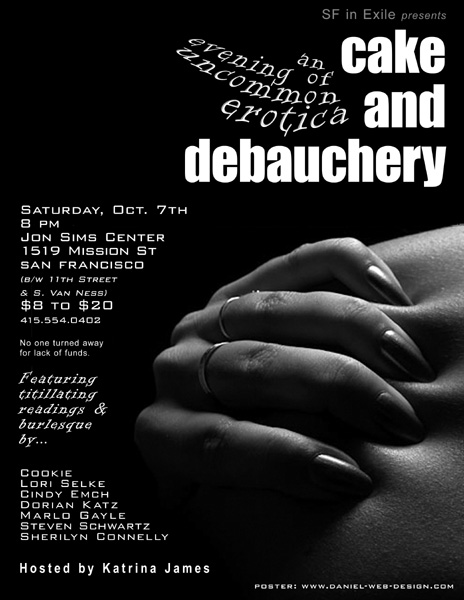 SF in Exile presents
an
evening of
uncommon
erotica
cake
and
debauchery
Saturday, Oct. 7th
8 pm
Jon Sims Center
1519 Mission St
San Francisco
(b/w 11th Street
& S. Van Ness)
$8 to $20
415.554.0402
No one turned away
for lack of funds.
Featuring
titillating
readings &
burlesque
by...
Cookie
Lori Selke
Cindy Emch
Dorian Katz
Marlo Gayle
Steven Schwartz
Sherilyn Connelly
Hosted by Katrina James
poster: www.daniel-web-design.com